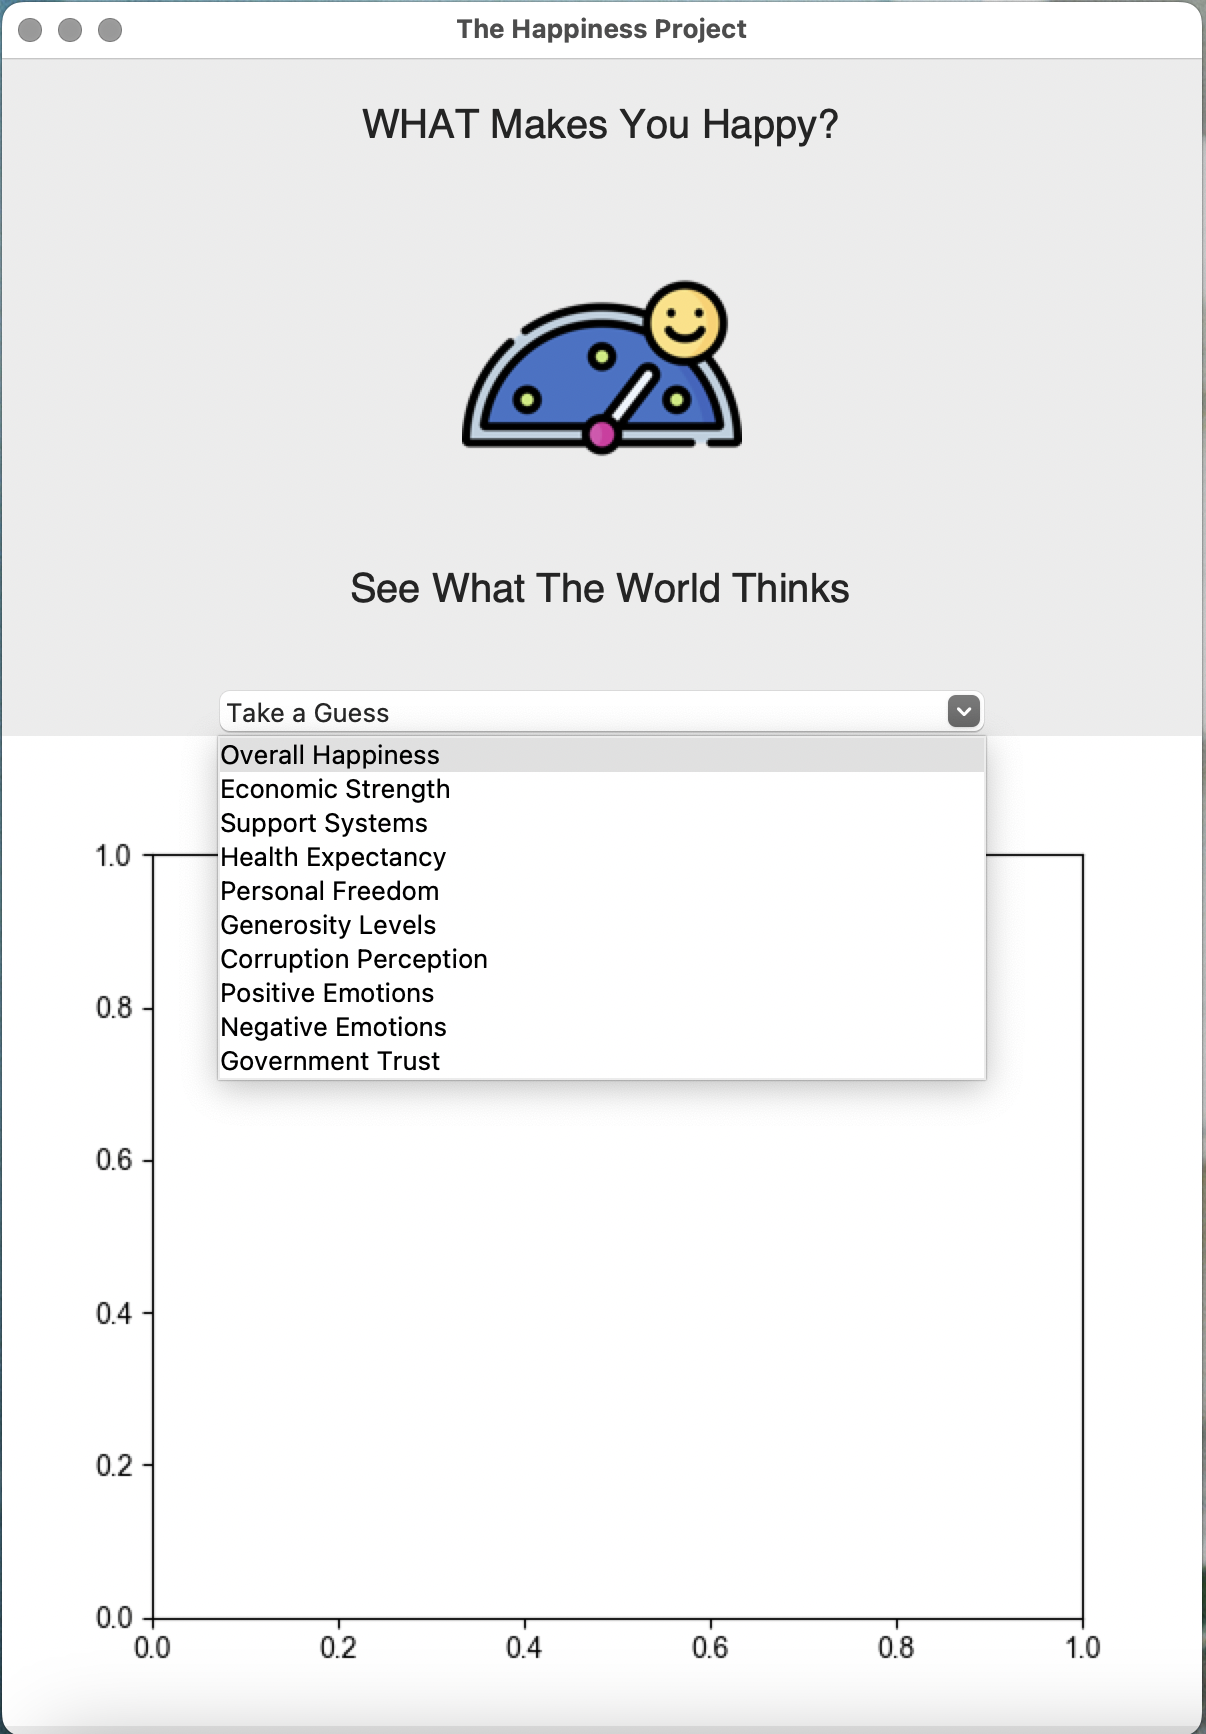 The Happiness Project
WHAT Makes You Happy?
See What The World Thinks
Take a Guess
Overall Happiness
Economic Strength
Support Systems
Health Expectancy
Personal Freedom
Generosity Levels
Corruption Perception
Positive Emotions
Negative Emotions
Government Trust
1.0
0.8
0.6
0.4
0.2
0.0
0.0 0.2 0.4 0.6 0.8 1.0